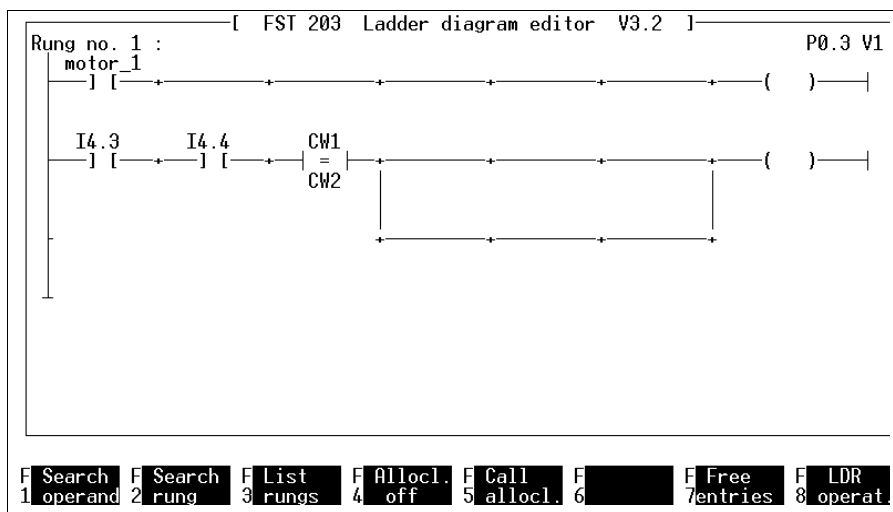 [ FST 203 Ladder diagram editor V3.2 ]
Rung no. 1 : P0.3 V1
motor_1
] [ ( )
I4.3 I4.4 CW1
] [ ] [ = ( )
CW2
F1 Search operand F2 Search rung F3 List rungs F4 Allocl. off F5 Call allocl. F6 F7 Free entries F8 LDR operat.